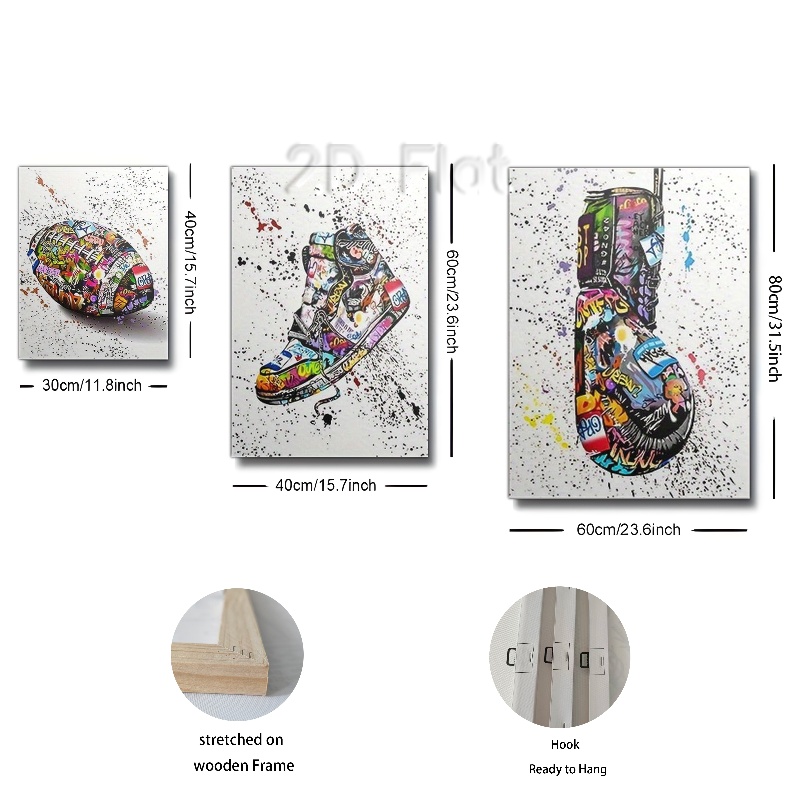 2D Flat
40cm/15.7inch
60cm/23.6inch
80cm/31.5inch
30cm/11.8inch
40cm/15.7inch
60cm/23.6inch
stretched on
wooden Frame
Hook
Ready to Hang